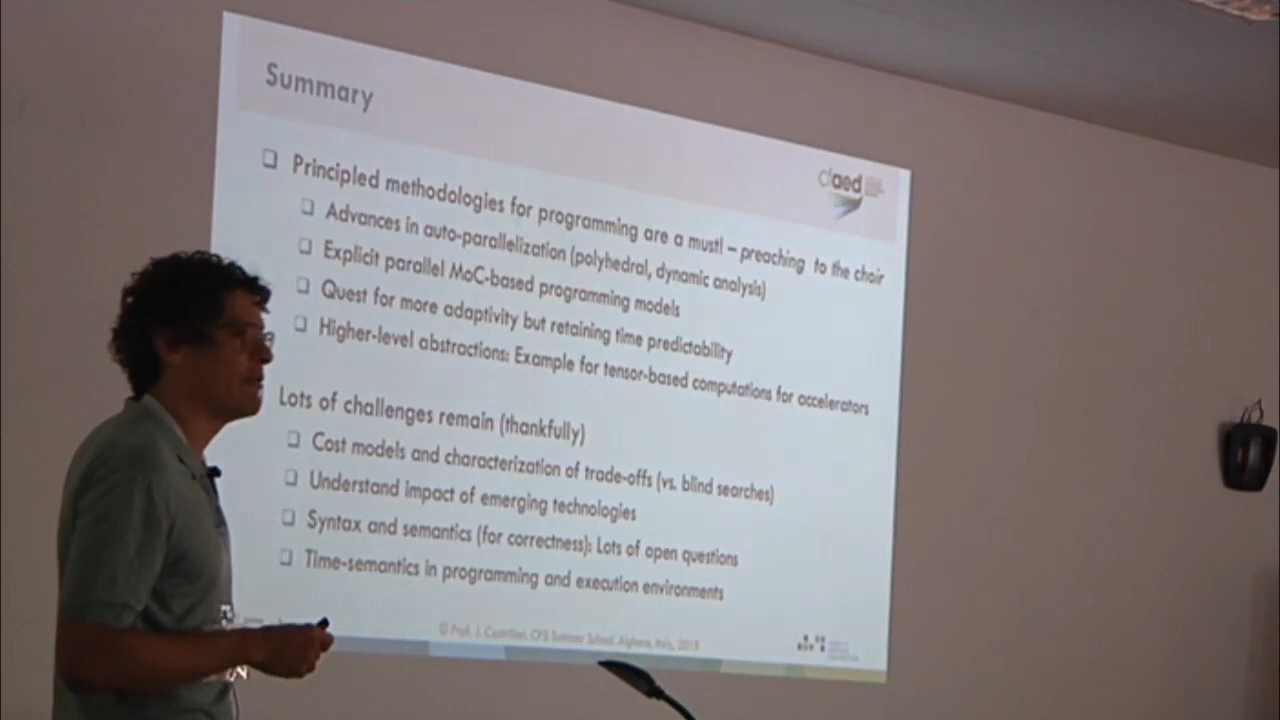 Summary
cfaed
Principled methodologies for programming are a must! – preaching to the choir
Advances in auto-parallelization (polyhedral, dynamic analysis)
Explicit parallel MoC-based programming models
Quest for more adaptivity but retaining time predictability
Higher-level abstractions: Example for tensor-based computations for accelerators
Lots of challenges remain (thankfully)
Cost models and characterization of trade-offs (vs. blind searches)
Understand impact of emerging technologies
Syntax and semantics (for correctness): Lots of open questions
Time-semantics in programming and execution environments
© Prof. J. Castrillon, CPS Summer School, Alghero, Italy, 2019